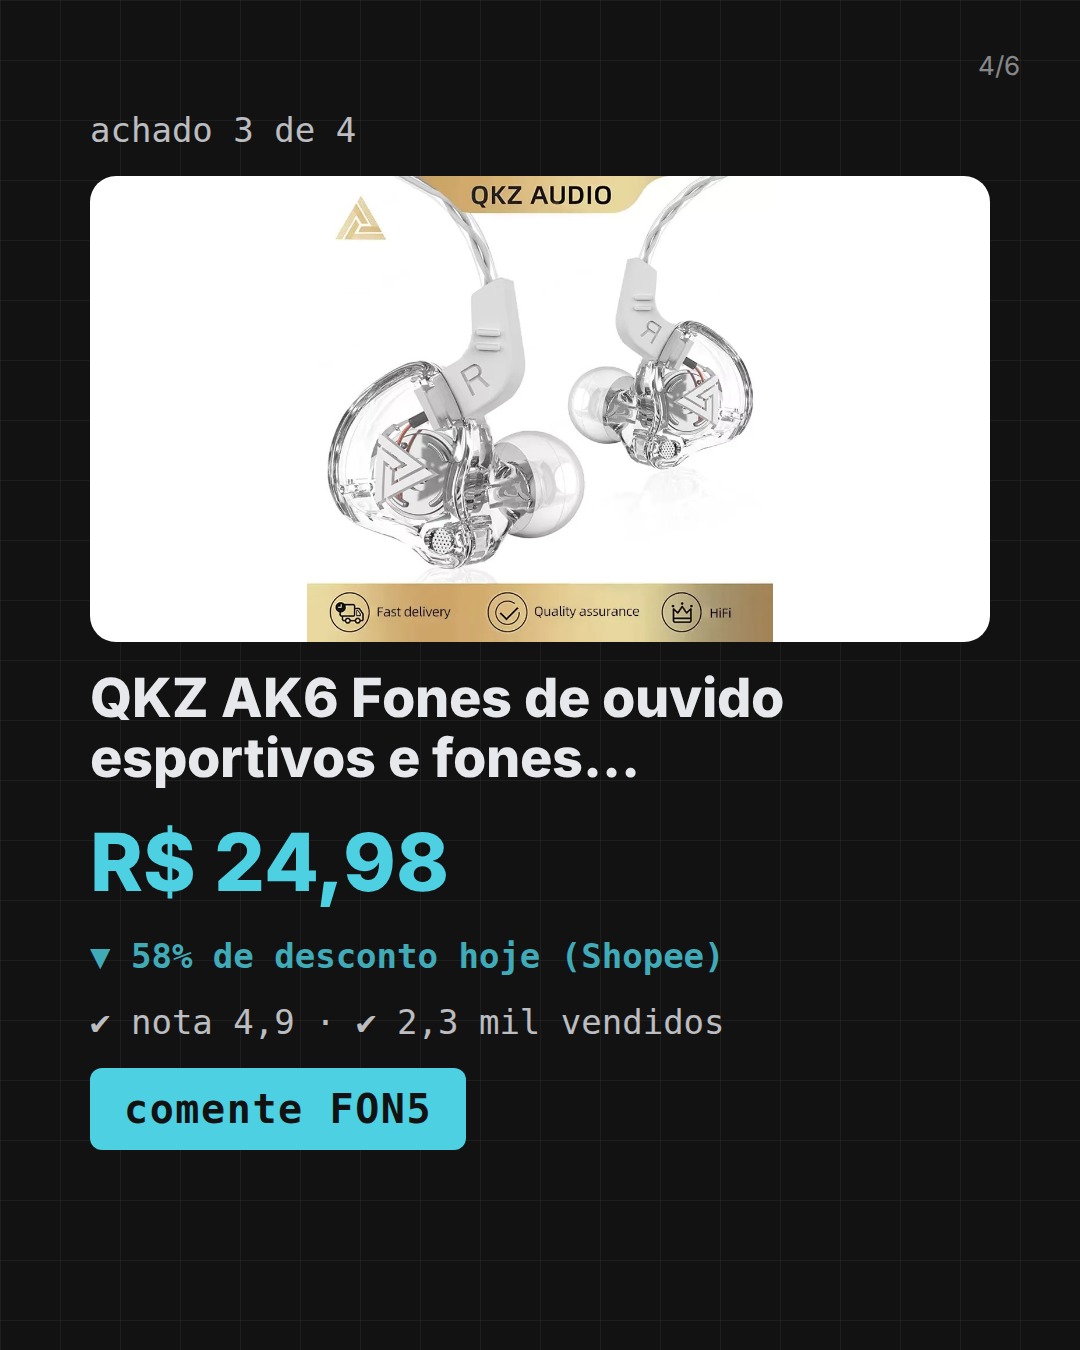 4/6
achado 3 de 4
QKZ AUDIO
R
R
Fast delivery
Quality assurance
HiFi
QKZ AK6 Fones de ouvido
esportivos e fones...
R$ 24,98
▼ 58% de desconto hoje (Shopee)
✔ nota 4,9 · ✔ 2,3 mil vendidos
comente FON5